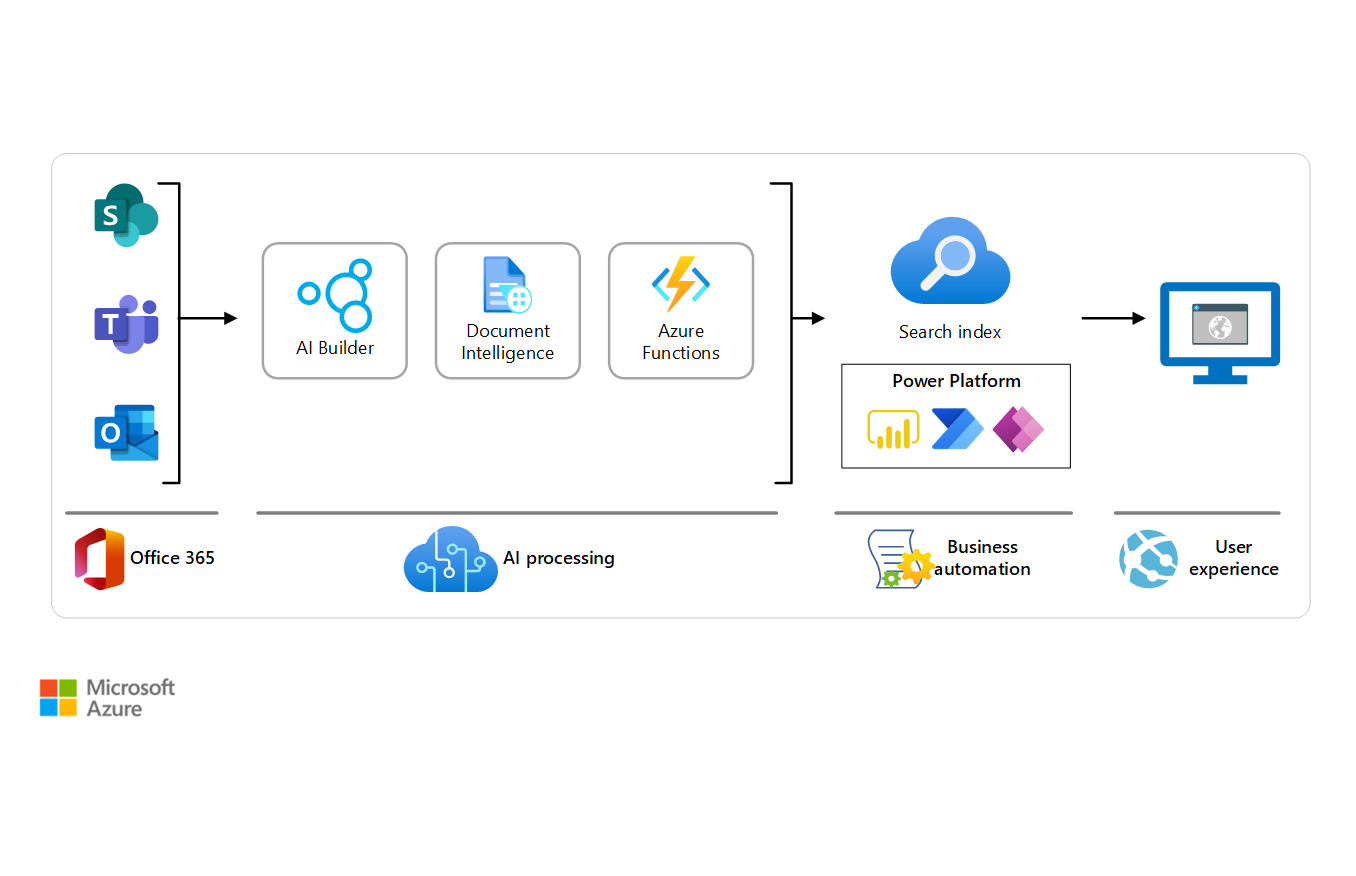 S
T
O
AI Builder
Document
Intelligence
Azure
Functions
Search index
Power Platform
Office 365
AI processing
Business
automation
User
experience
Microsoft
Azure